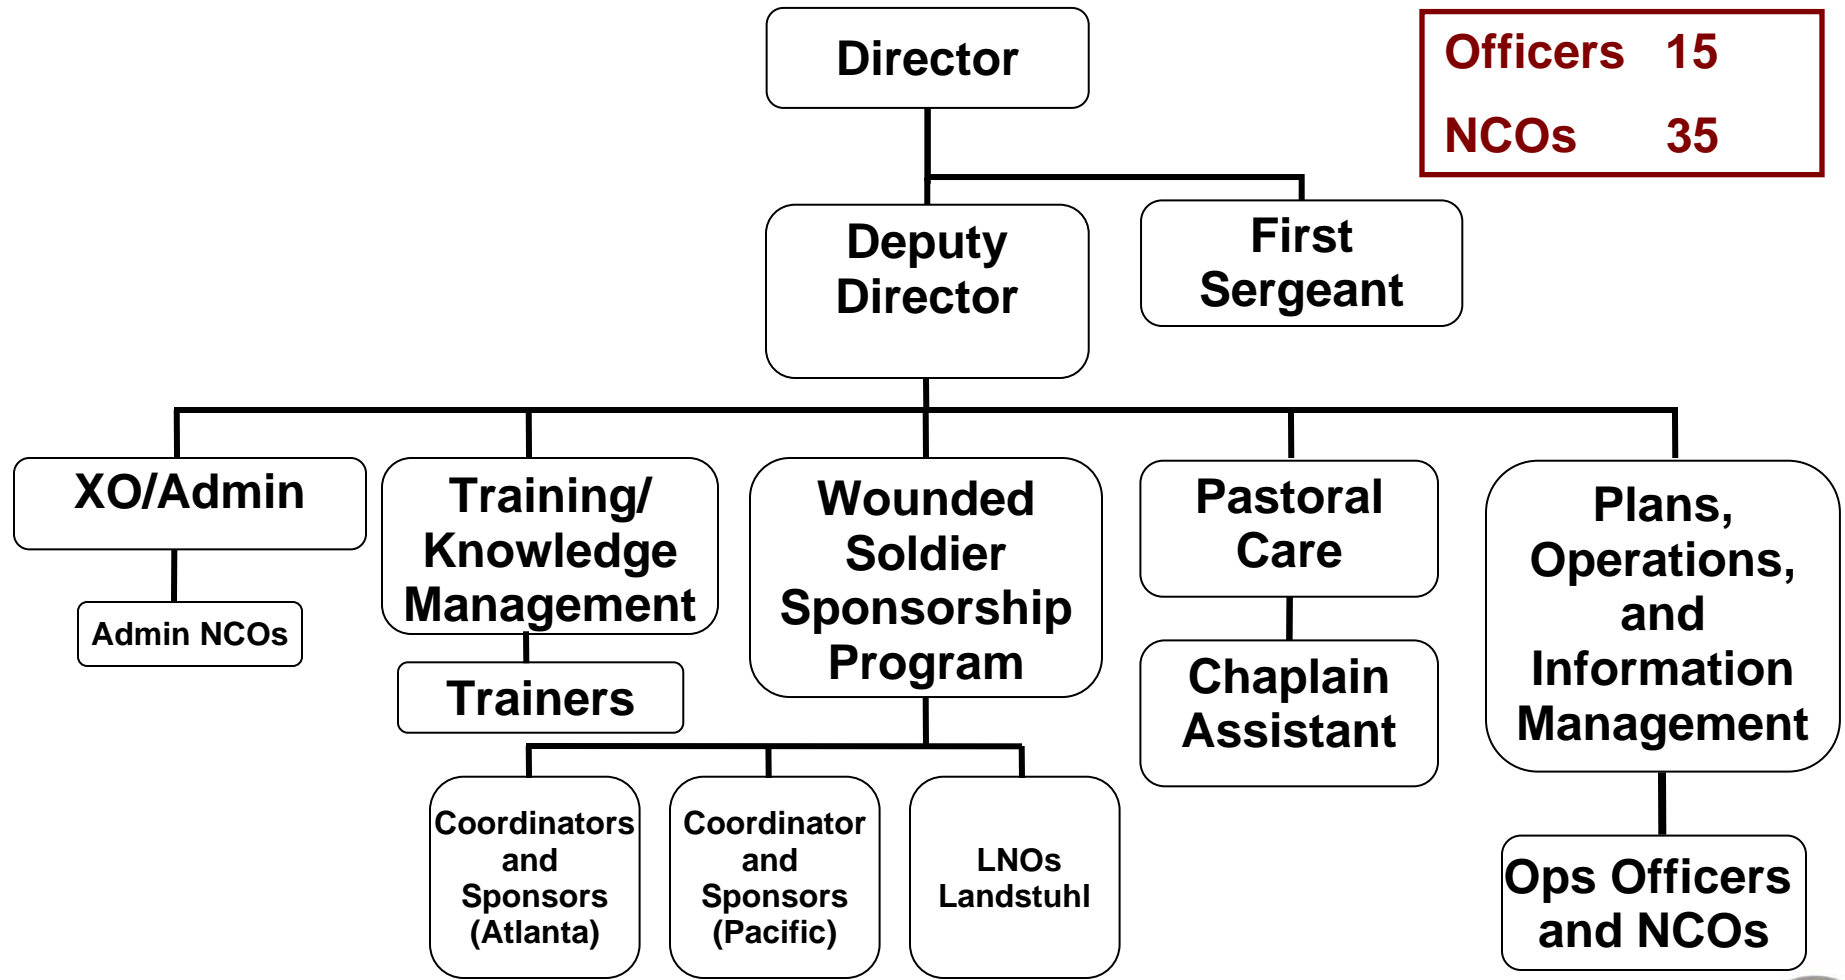 Director
Officers 15
NCOs 35
Deputy
Director
First
Sergeant
XO/Admin
Admin NCOs
Training/
Knowledge
Management
Trainers
Wounded
Soldier
Sponsorship
Program
Coordinators
and
Sponsors
(Atlanta)
Coordinator
and
Sponsors
(Pacific)
LNOs
Landstuhl
Pastoral
Care
Chaplain
Assistant
Plans,
Operations,
and
Information
Management
Ops Officers
and NCOs